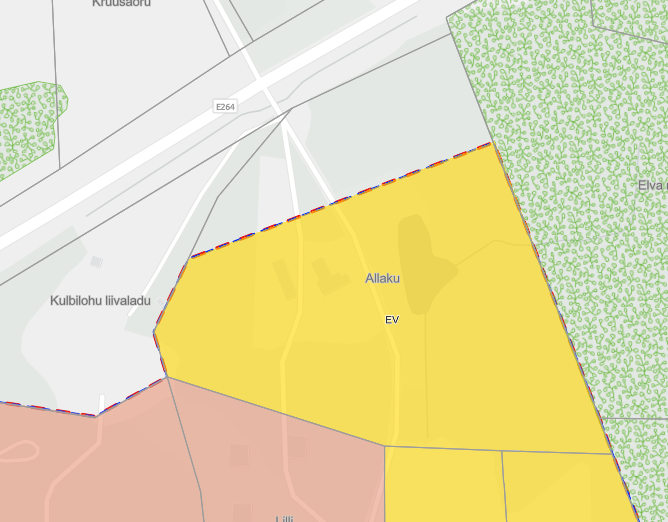 Kruusaoru
E264
Elva
Allaku
Kulbilohu liivaladu
EV
Lilli